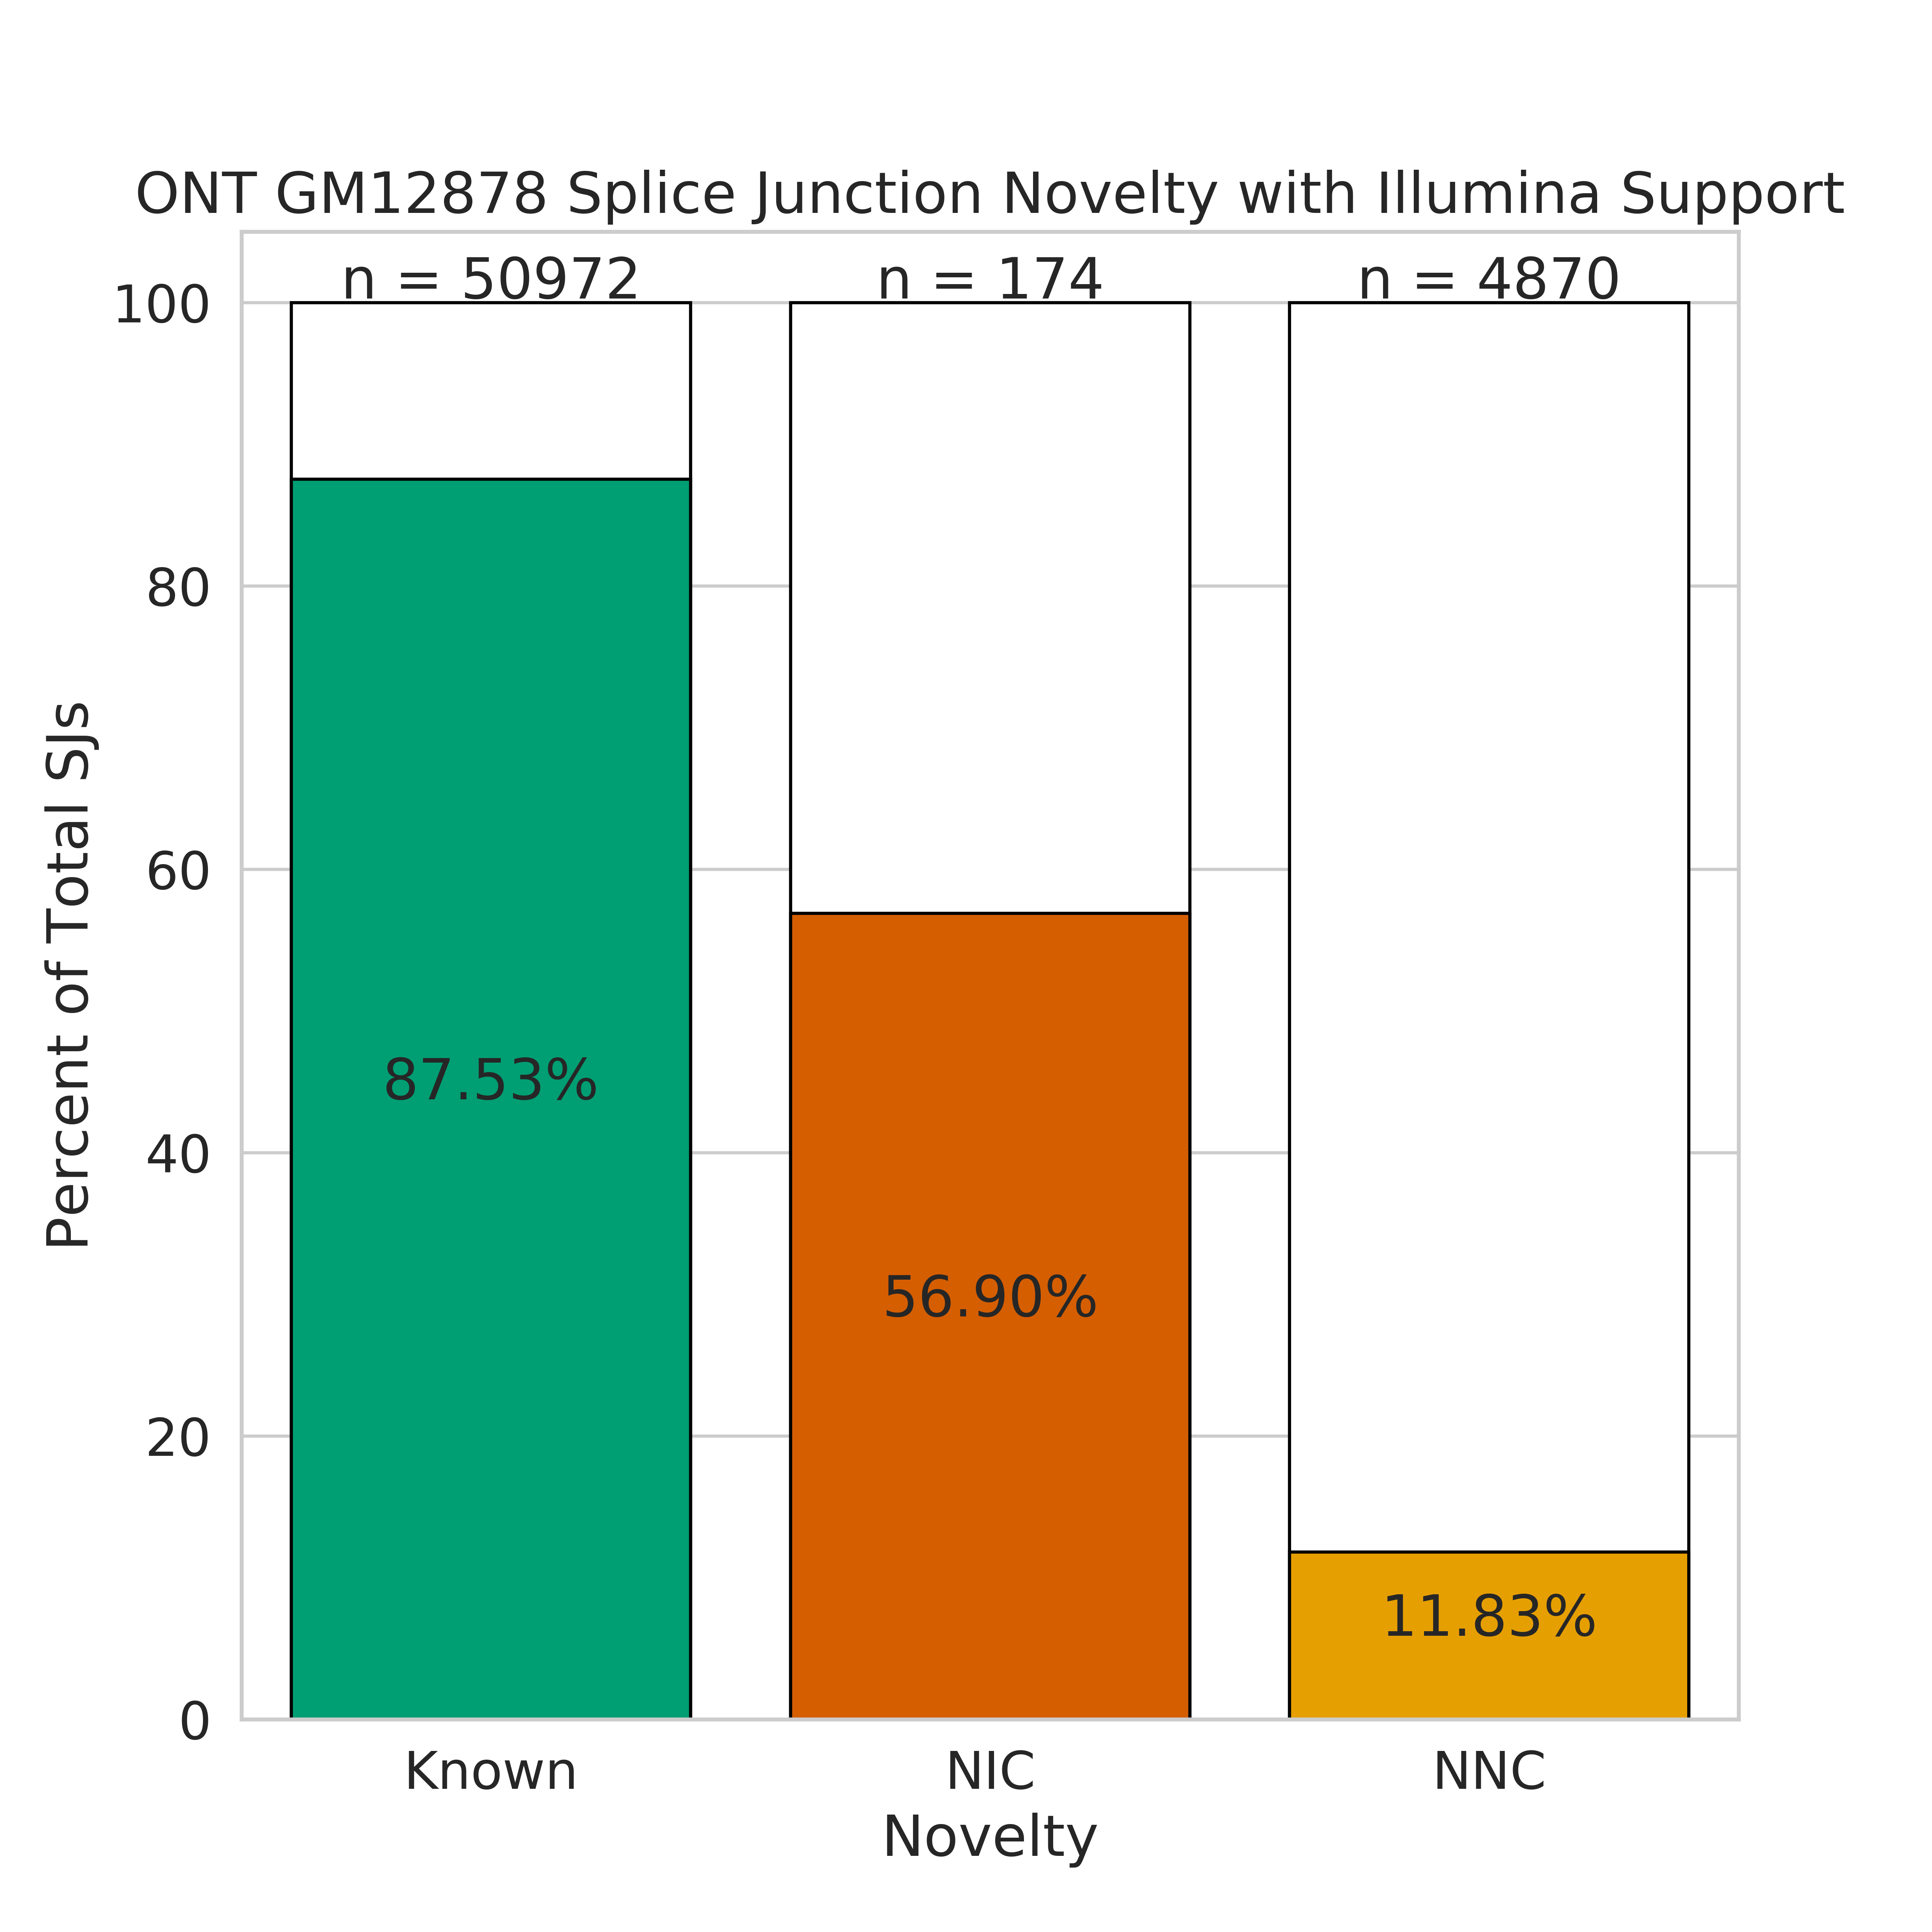 ONT GM12878 Splice Junction Novelty with Illumina Support
n = 50972 n = 174 n = 4870
100
80
60
40
20
0
Percent of Total SJs
87.53%
56.90%
11.83%
Known NIC NNC
Novelty